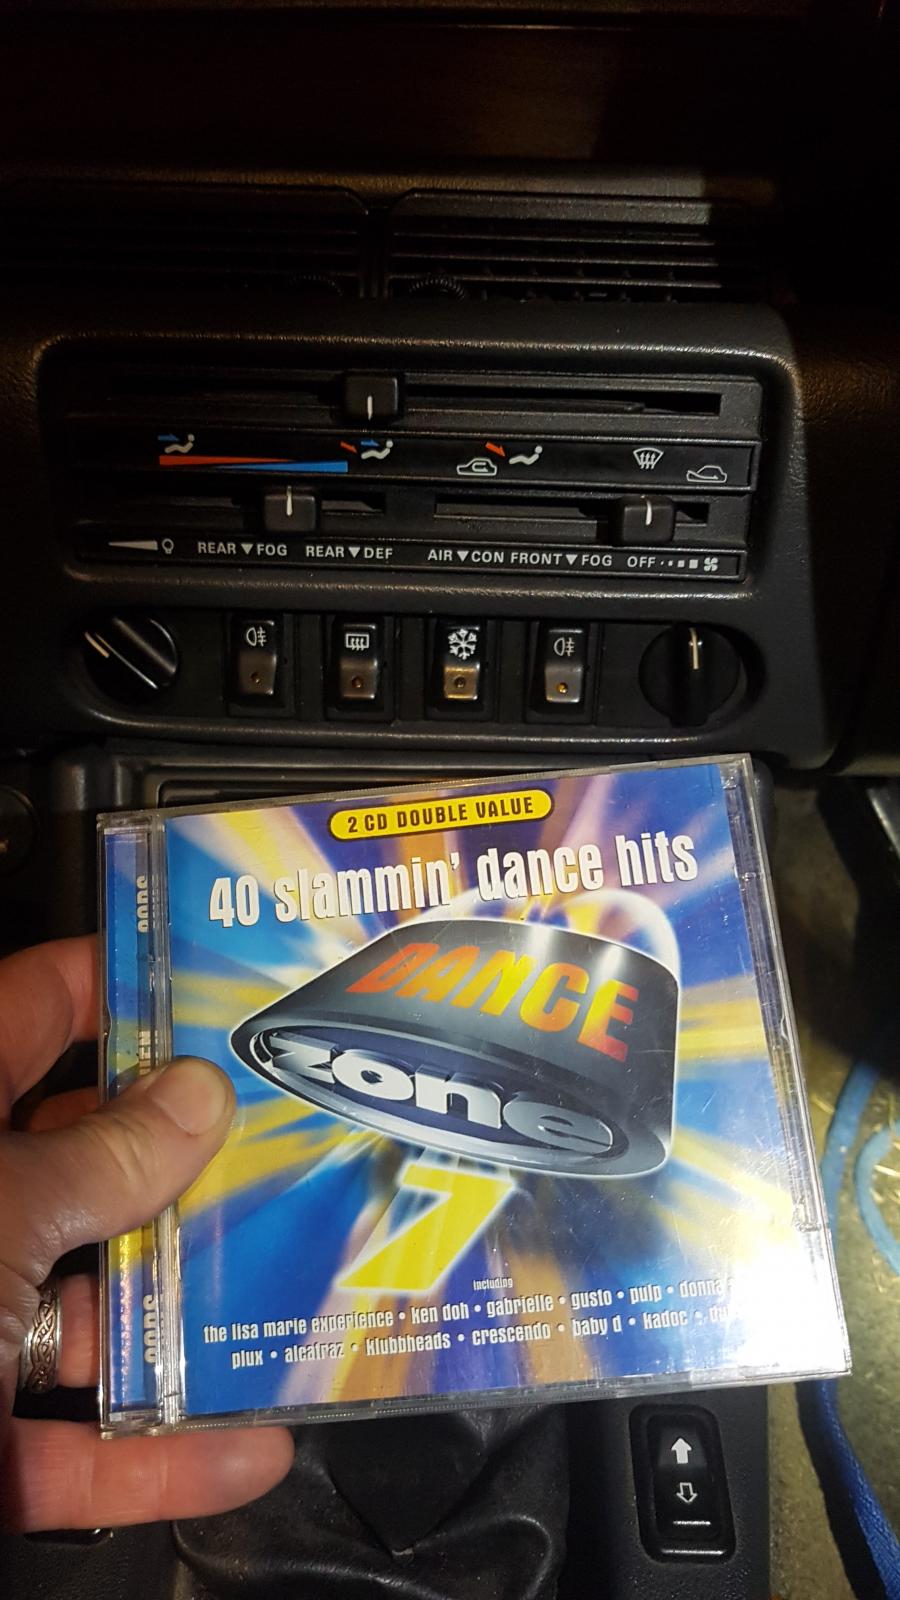 REAR▼FOG REAR▼DEF AIR▼CON FRONT▼FOG OFF
2 CD DOUBLE VALUE
40 slammin' dance hits
DANCE
zone
7
including
the lisa marie experience • ken doh • gabrielle • gusto • pulp • donna
plux • alcatraz • klubbheads • crescendo • baby d • kadoc •